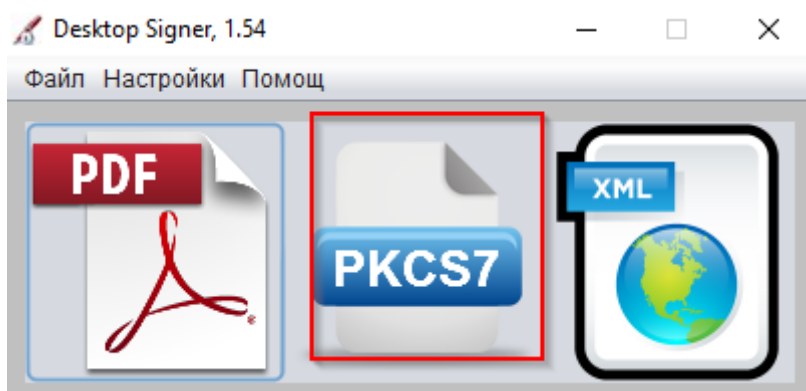 Desktop Signer, 1.54
Файл Настройки Помощ
PDF
PKCS7
XML